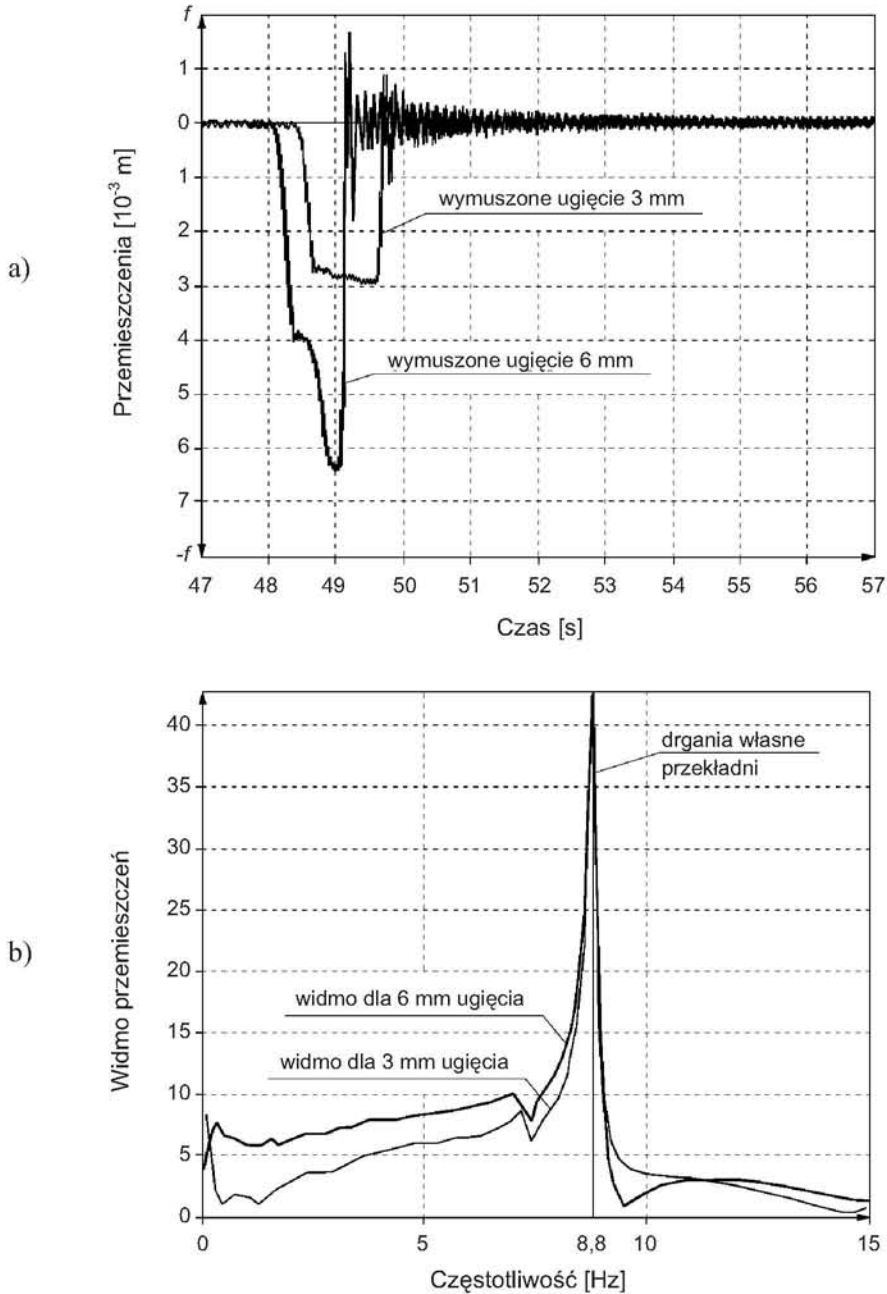 a)
f
1
0
1
2
3
4
5
6
7
-f
Przemieszczenia [10⁻³ m]
wymuszone ugięcie 3 mm
wymuszone ugięcie 6 mm
47 48 49 50 51 52 53 54 55 56 57
Czas [s]
b)
40
35
30
25
20
15
10
5
0
Widmo przemieszczeń
drgania własne
przekładni
widmo dla 6 mm ugięcia
widmo dla 3 mm ugięcia
0 5 8,8 10 15
Częstotliwość [Hz]